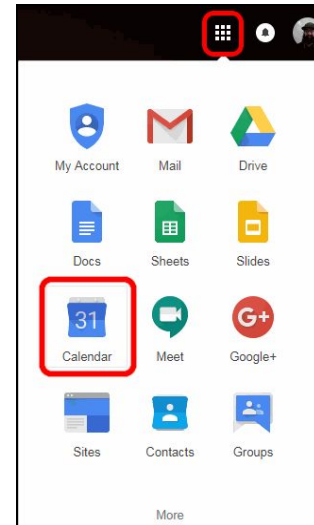 My Account Mail Drive
Docs Sheets Slides
31
G+
Calendar Meet Google+
Sites Contacts Groups
More